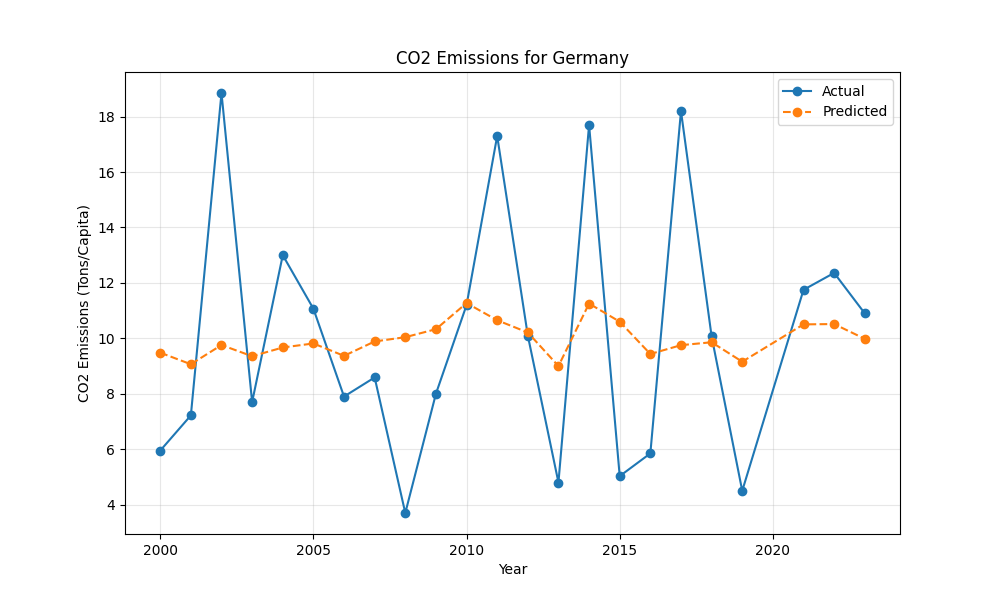 CO2 Emissions for Germany
Actual
Predicted
CO2 Emissions (Tons/Capita)
18
16
14
12
10
8
6
4
2000
2005
2010
2015
2020
Year